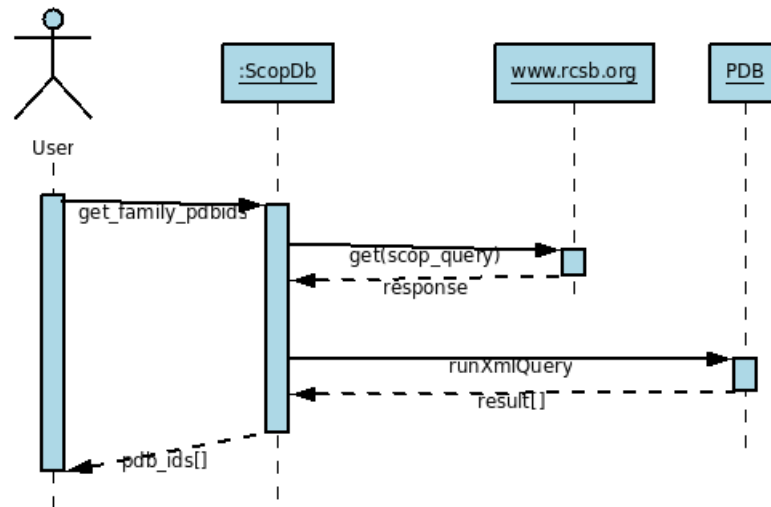 :ScopDb
www.rcsb.org
PDB
User
get_family_pdbids
get(scop_query)
response
runXmlQuery
result[]
pdb_ids[]